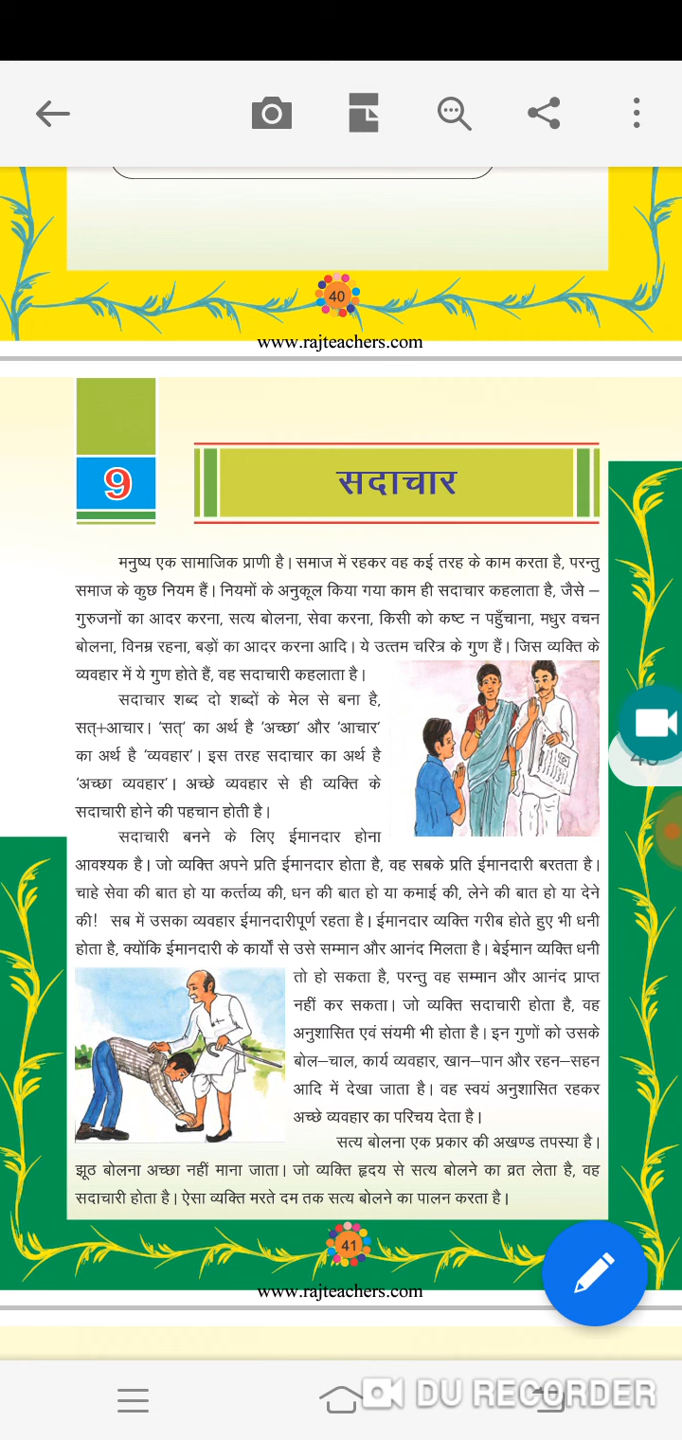 40
www.rajteachers.com
9
सदाचार
मनुष्य एक सामाजिक प्राणी है। समाज में रहकर वह कई तरह के काम करता है, परन्तु
समाज के कुछ नियम हैं। नियमों के अनुकूल किया गया काम ही सदाचार कहलाता है, जैसे –
गुरुजनों का आदर करना, सत्य बोलना, सेवा करना, किसी को कष्ट न पहुँचाना, मधुर वचन
बोलना, विनम्र रहना, बड़ों का आदर करना आदि। ये उत्तम चरित्र के गुण हैं। जिस व्यक्ति के
व्यवहार में ये गुण होते हैं, वह सदाचारी कहलाता है।
सदाचार शब्द दो शब्दों के मेल से बना है,
सत्+आचार। ‘सत्’ का अर्थ है ‘अच्छा’ और ‘आचार’
का अर्थ है ‘व्यवहार’। इस तरह सदाचार का अर्थ है
‘अच्छा व्यवहार’। अच्छे व्यवहार से ही व्यक्ति के
सदाचारी होने की पहचान होती है।
सदाचारी बनने के लिए ईमानदार होना
आवश्यक है। जो व्यक्ति अपने प्रति ईमानदार होता है, वह सबके प्रति ईमानदारी बरतता है।
चाहे सेवा की बात हो या कर्त्तव्य की, धन की बात हो या कमाई की, लेने की बात हो या देने
की! सब में उसका व्यवहार ईमानदारीपूर्ण रहता है। ईमानदार व्यक्ति गरीब होते हुए भी धनी
होता है, क्योंकि ईमानदारी के कार्यों से उसे सम्मान और आनंद मिलता है। बेईमान व्यक्ति धनी
तो हो सकता है, परन्तु वह सम्मान और आनंद प्राप्त
नहीं कर सकता। जो व्यक्ति सदाचारी होता है, वह
अनुशासित एवं संयमी भी होता है। इन गुणों को उसके
बोल–चाल, कार्य व्यवहार, खान–पान और रहन–सहन
आदि में देखा जाता है। वह स्वयं अनुशासित रहकर
अच्छे व्यवहार का परिचय देता है।
सत्य बोलना एक प्रकार की अखण्ड तपस्या है।
झूठ बोलना अच्छा नहीं माना जाता। जो व्यक्ति हृदय से सत्य बोलने का व्रत लेता है, वह
सदाचारी होता है। ऐसा व्यक्ति मरते दम तक सत्य बोलने का पालन करता है।
41
www.rajteachers.com
DU RECORDER